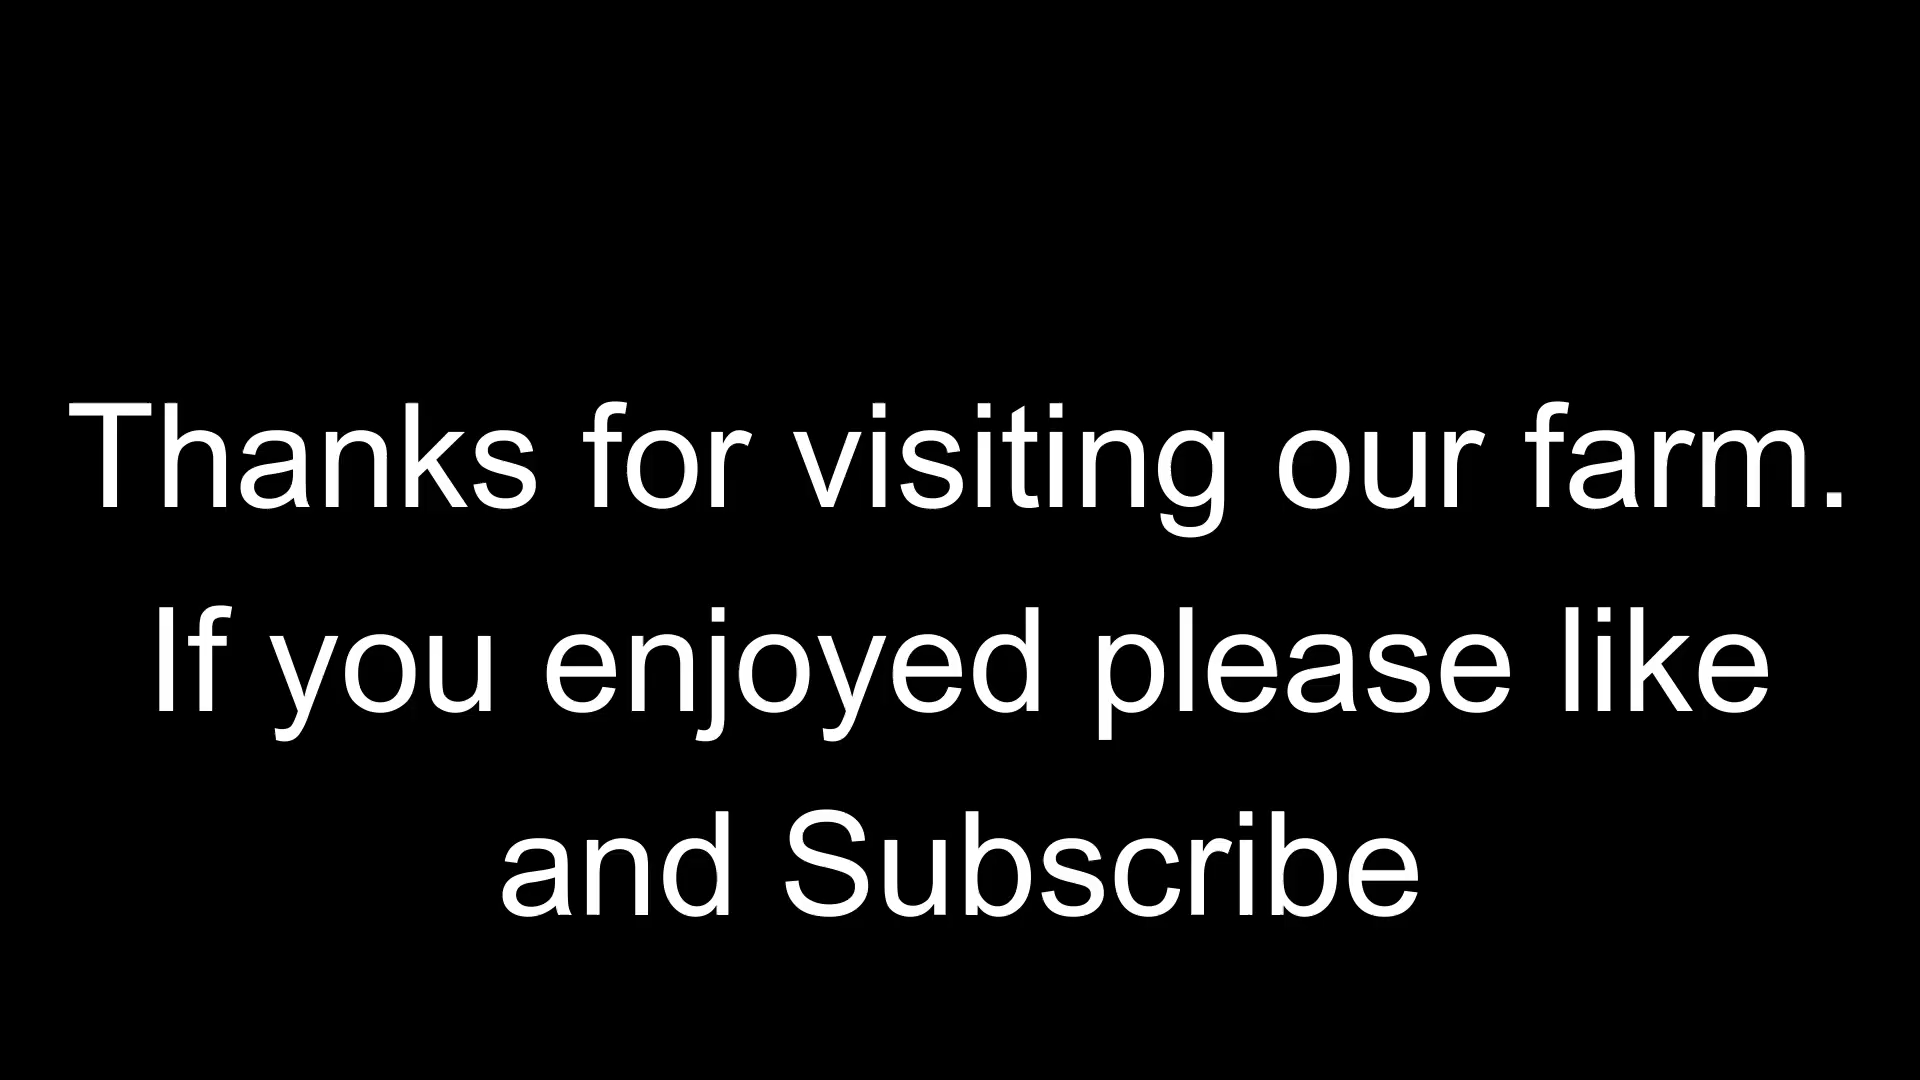 Thanks for visiting our farm.
If you enjoyed please like
and Subscribe